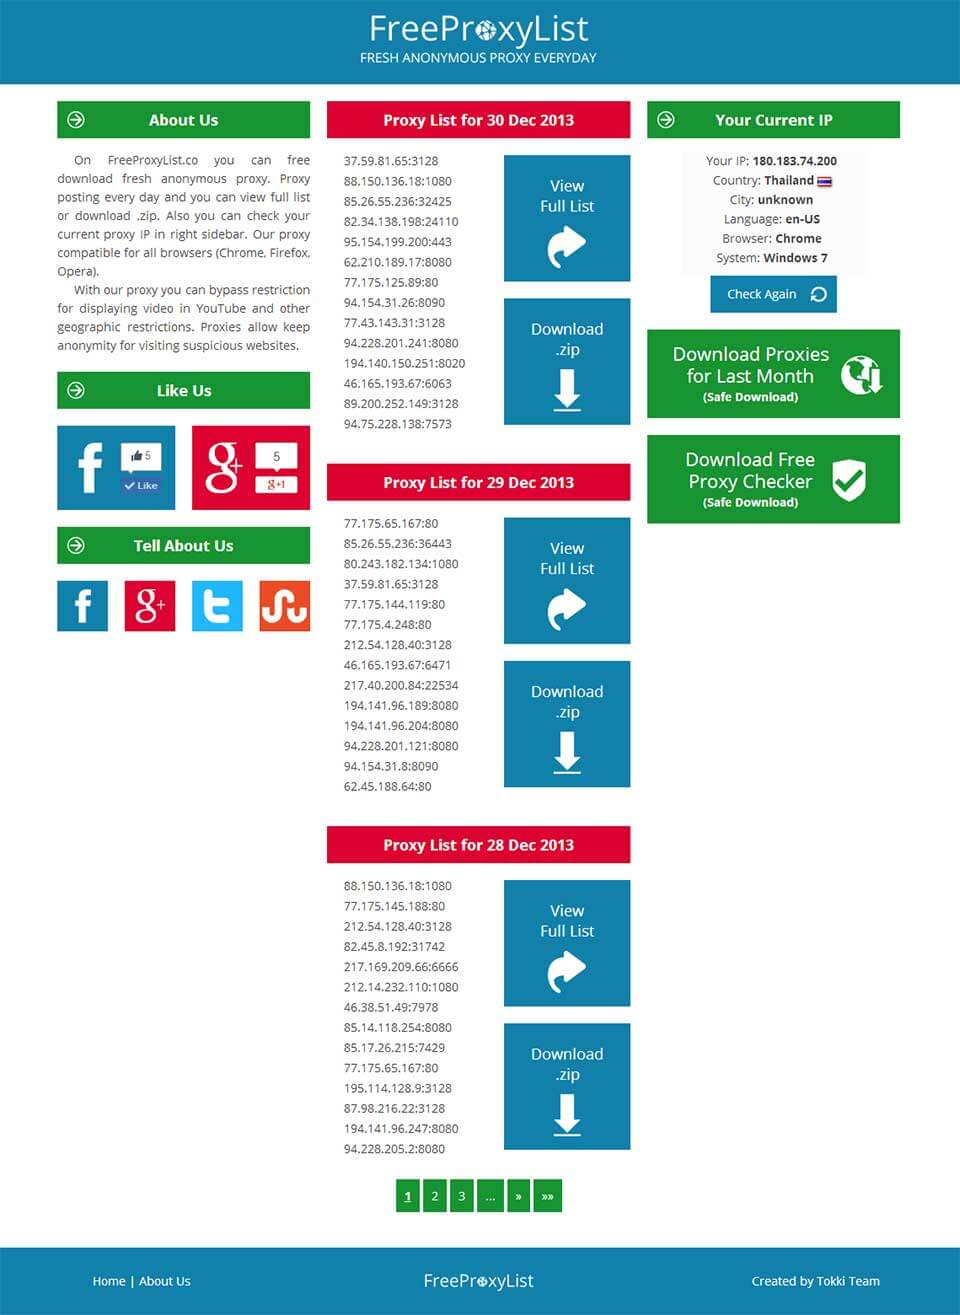 FreeProxyList
FRESH ANONYMOUS PROXY EVERYDAY
About Us
On FreeProxyList.co you can free
download fresh anonymous proxy. Proxy
posting every day and you can view full list
or download .zip. Also you can check your
current proxy IP in right sidebar. Our proxy
compatible for all browsers (Chrome, Firefox,
Opera).
With our proxy you can bypass restriction
for displaying video in YouTube and other
geographic restrictions. Proxies allow keep
anonymity for visiting suspicious websites.
Like Us
f
5
Like
g+
5
g+1
Tell About Us
f
g+
t
Proxy List for 30 Dec 2013
37.59.81.65:3128
88.150.136.18:1080
85.26.55.236:32425
82.34.138.198:24110
95.154.199.200:443
62.210.189.17:8080
77.175.125.89:80
94.154.31.26:8090
77.43.143.31:3128
94.228.201.241:8080
194.140.150.251:8020
46.165.193.67:6063
89.200.252.149:3128
94.75.228.138:7573
View
Full List
Download
.zip
Proxy List for 29 Dec 2013
77.175.65.167:80
85.26.55.236:36443
80.243.182.134:1080
37.59.81.65:3128
77.175.144.119:80
77.175.4.248:80
212.54.128.40:3128
46.165.193.67:6471
217.40.200.84:22534
194.141.96.189:8080
194.141.96.204:8080
94.228.201.121:8080
94.154.31.8:8090
62.45.188.64:80
View
Full List
Download
.zip
Proxy List for 28 Dec 2013
88.150.136.18:1080
77.175.145.188:80
212.54.128.40:3128
82.45.8.192:31742
217.169.209.66:6666
212.14.232.110:1080
46.38.51.49:7978
85.14.118.254:8080
85.17.26.215:7429
77.175.65.167:80
195.114.128.9:3128
87.98.216.22:3128
194.141.96.247:8080
94.228.205.2:8080
View
Full List
Download
.zip
1 2 3 ... » »»
Your Current IP
Your IP: 180.183.74.200
Country: Thailand
City: unknown
Language: en-US
Browser: Chrome
System: Windows 7
Check Again
Download Proxies
for Last Month
(Safe Download)
Download Free
Proxy Checker
(Safe Download)
Home | About Us
FreeProxyList
Created by Tokki Team